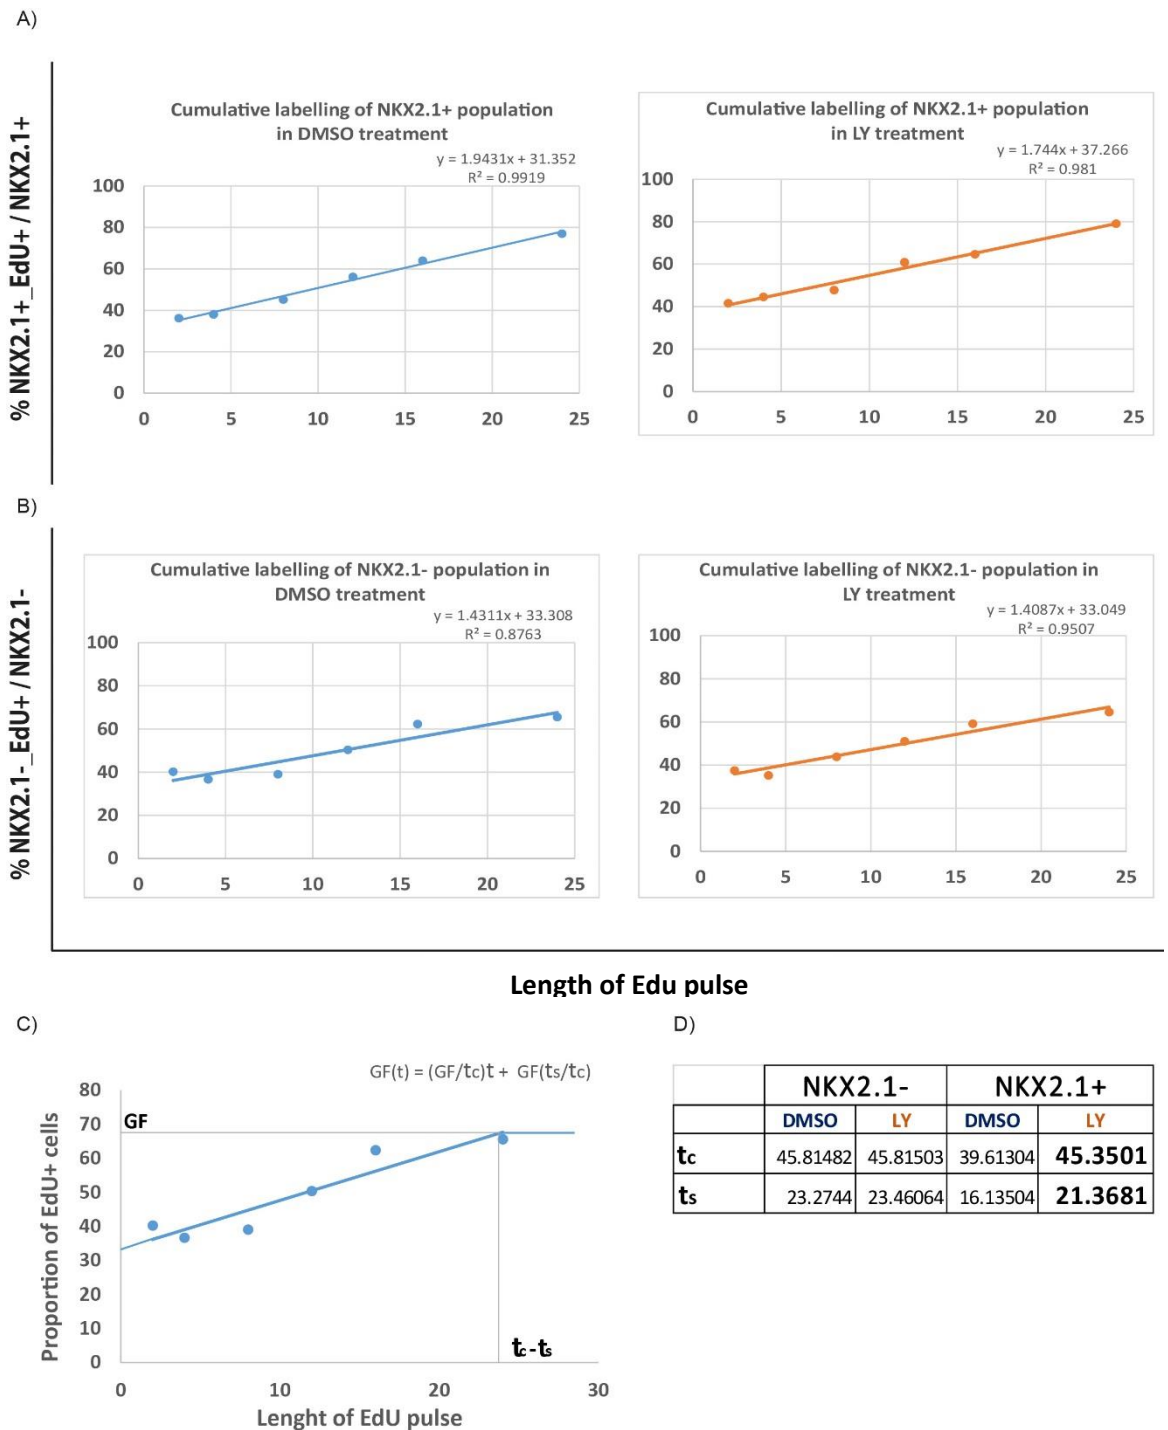 A)
% NKX2.1+_EdU+ / NKX2.1+
Cumulative labelling of NKX2.1+ population
in DMSO treatment
y = 1.9431x + 31.352
R² = 0.9919
100
80
60
40
20
0
0 5 10 15 20 25
Cumulative labelling of NKX2.1+ population
in LY treatment
y = 1.744x + 37.266
R² = 0.981
100
80
60
40
20
0
0 5 10 15 20 25
B)
% NKX2.1-_EdU+ / NKX2.1-
Cumulative labelling of NKX2.1- population in
DMSO treatment
y = 1.4311x + 33.308
R² = 0.8763
100
80
60
40
20
0
0 5 10 15 20 25
Cumulative labelling of NKX2.1- population in
LY treatment
y = 1.4087x + 33.049
R² = 0.9507
100
80
60
40
20
0
0 5 10 15 20 25
Length of Edu pulse
C)
GF(t) = (GF/tc)t + GF(ts/tc)
Proportion of EdU+ cells
80
70
60
50
40
30
20
10
0
GF
tc-ts
0 10 20 30
Lenght of EdU pulse
D)
NKX2.1- NKX2.1+
DMSO LY DMSO LY
tc 45.81482 45.81503 39.61304 45.3501
ts 23.2744 23.46064 16.13504 21.3681